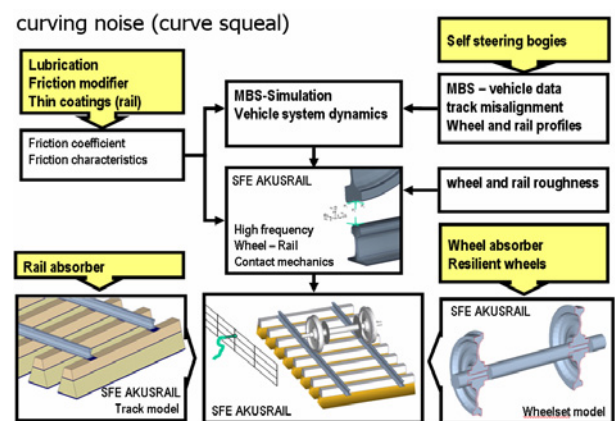 curving noise (curve squeal)
Lubrication
Friction modifier
Thin coatings (rail)
Self steering bogies
MBS-Simulation
Vehicle system dynamics
MBS – vehicle data
track misalignment
Wheel and rail profiles
Friction coefficient
Friction characteristics
SFE AKUSRAIL
High frequency
Wheel – Rail
Contact mechanics
wheel and rail roughness
Rail absorber
Wheel absorber
Resilient wheels
SFE AKUSRAIL
Track model
SFE AKUSRAIL
SFE AKUSRAIL
Wheelset model